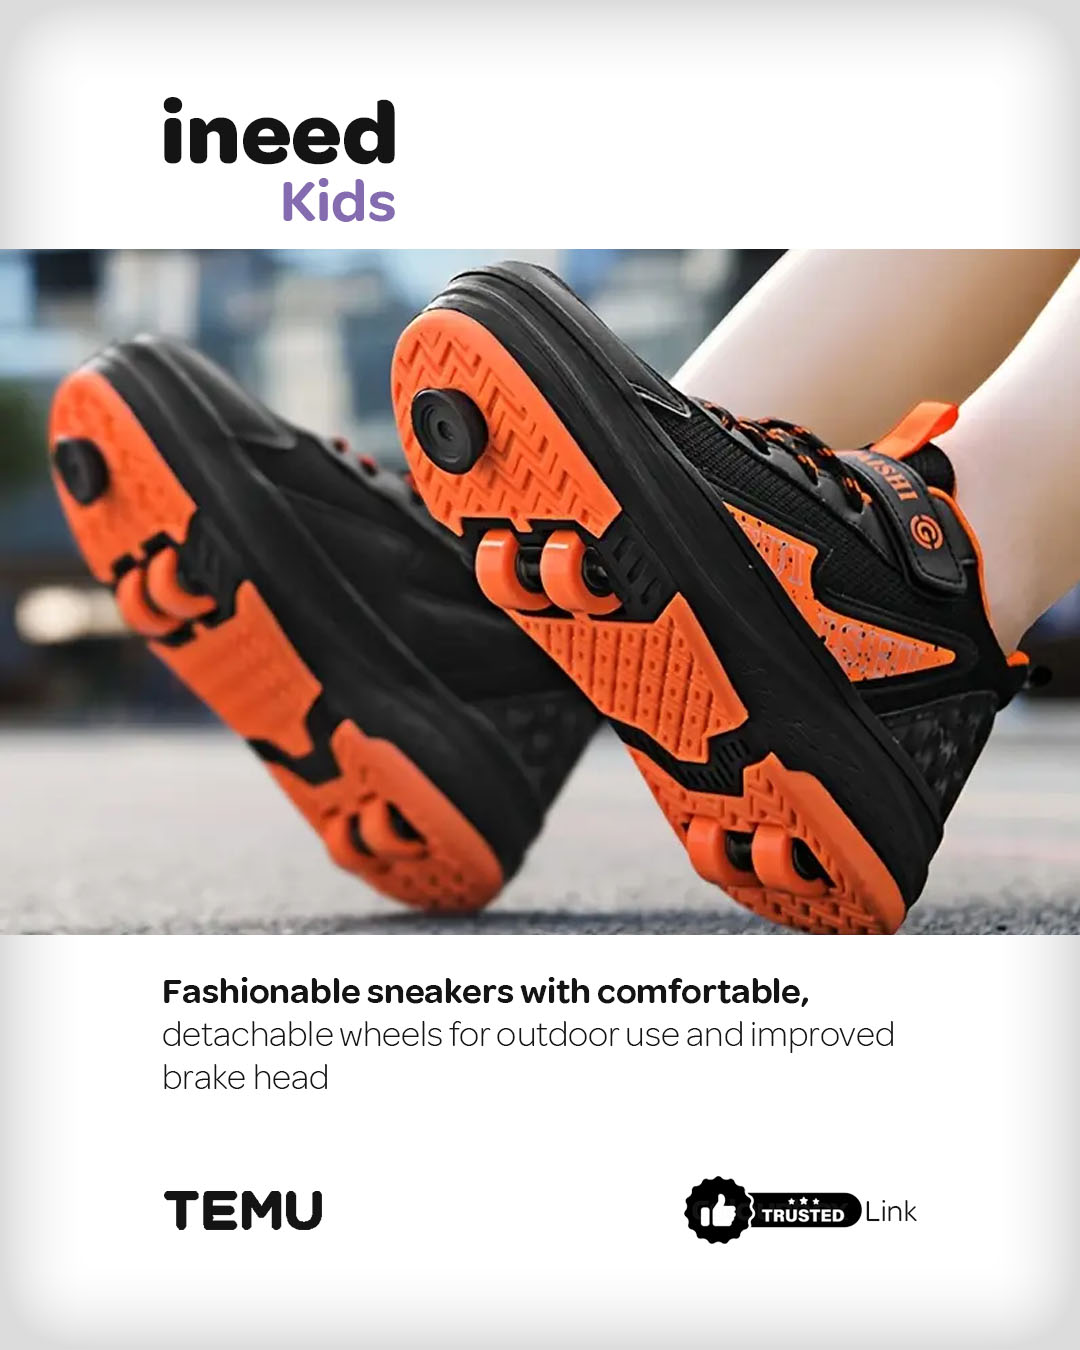 ineed
Kids
Fashionable sneakers with comfortable,
detachable wheels for outdoor use and improved
brake head
TEMU
TRUSTED Link